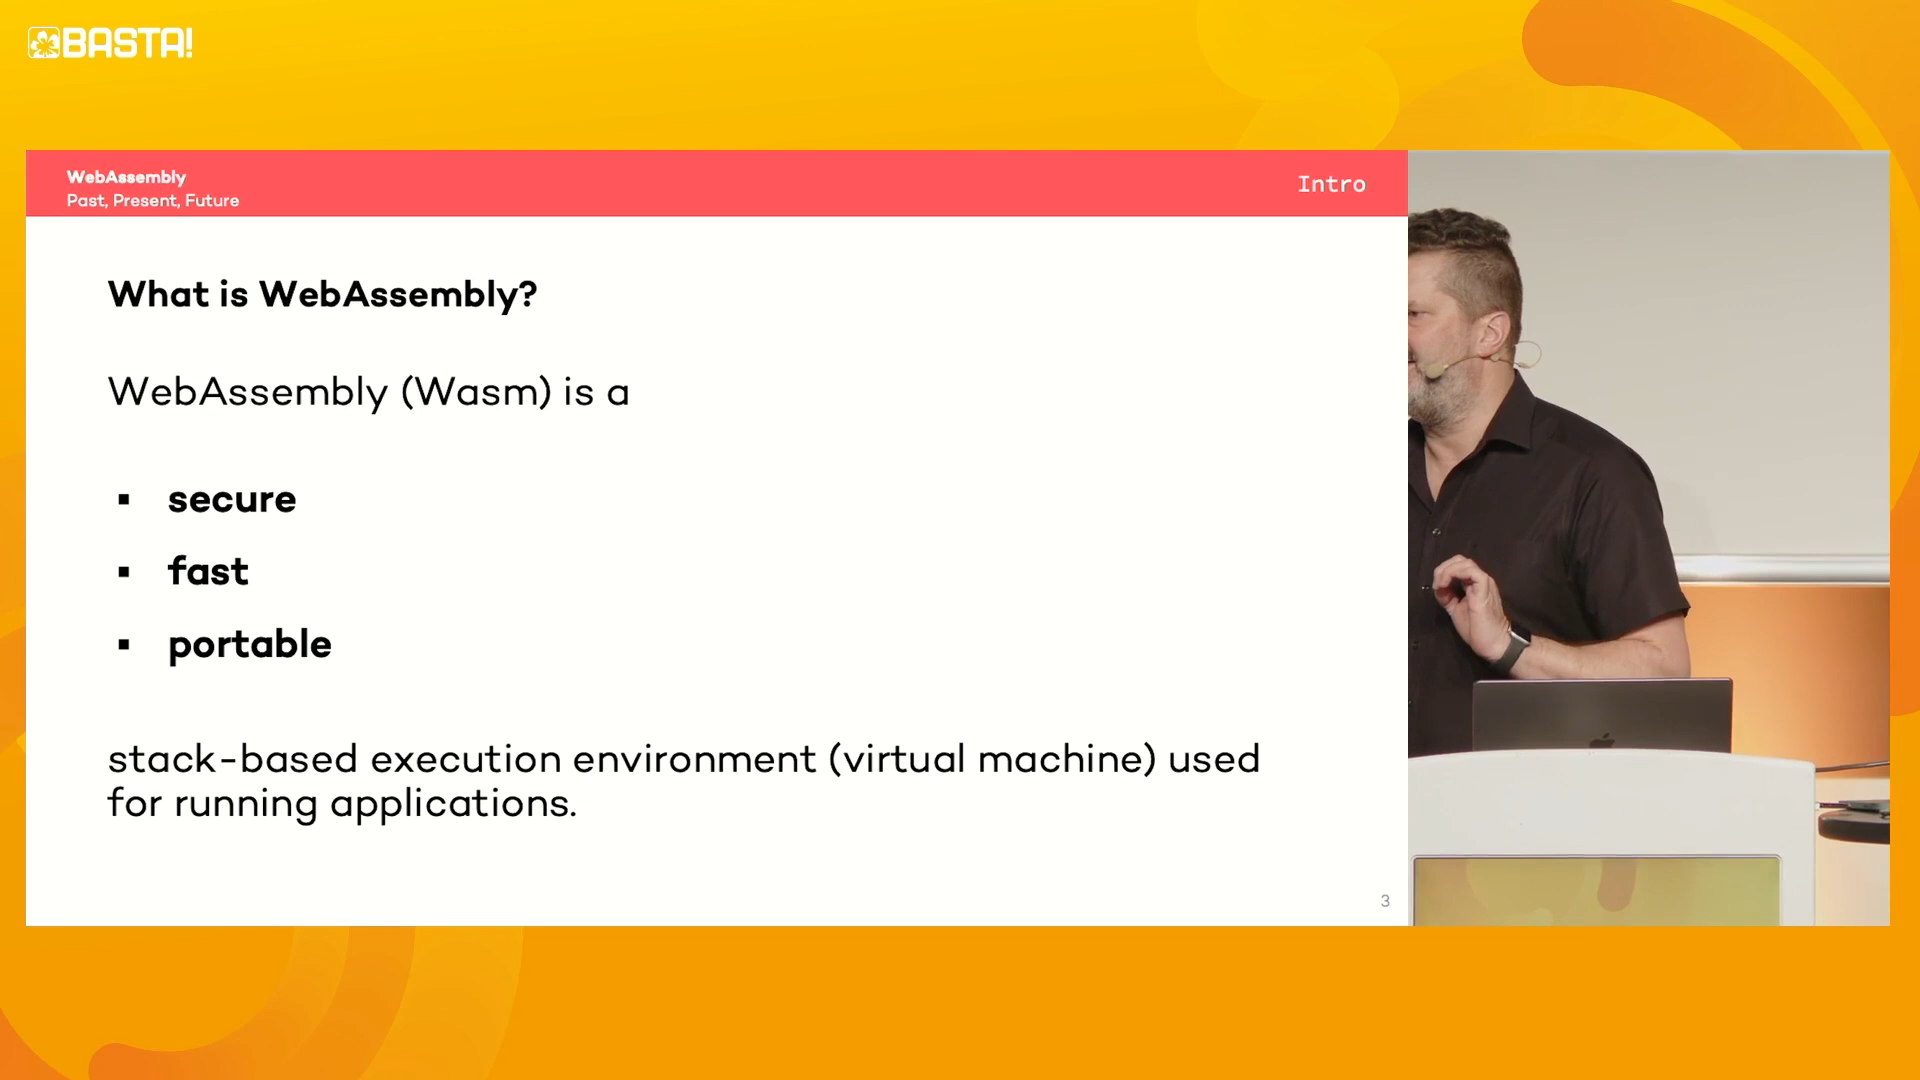 BASTA!
WebAssembly
Past, Present, Future
Intro
What is WebAssembly?
WebAssembly (Wasm) is a
▪ secure
▪ fast
▪ portable
stack-based execution environment (virtual machine) used
for running applications.
3